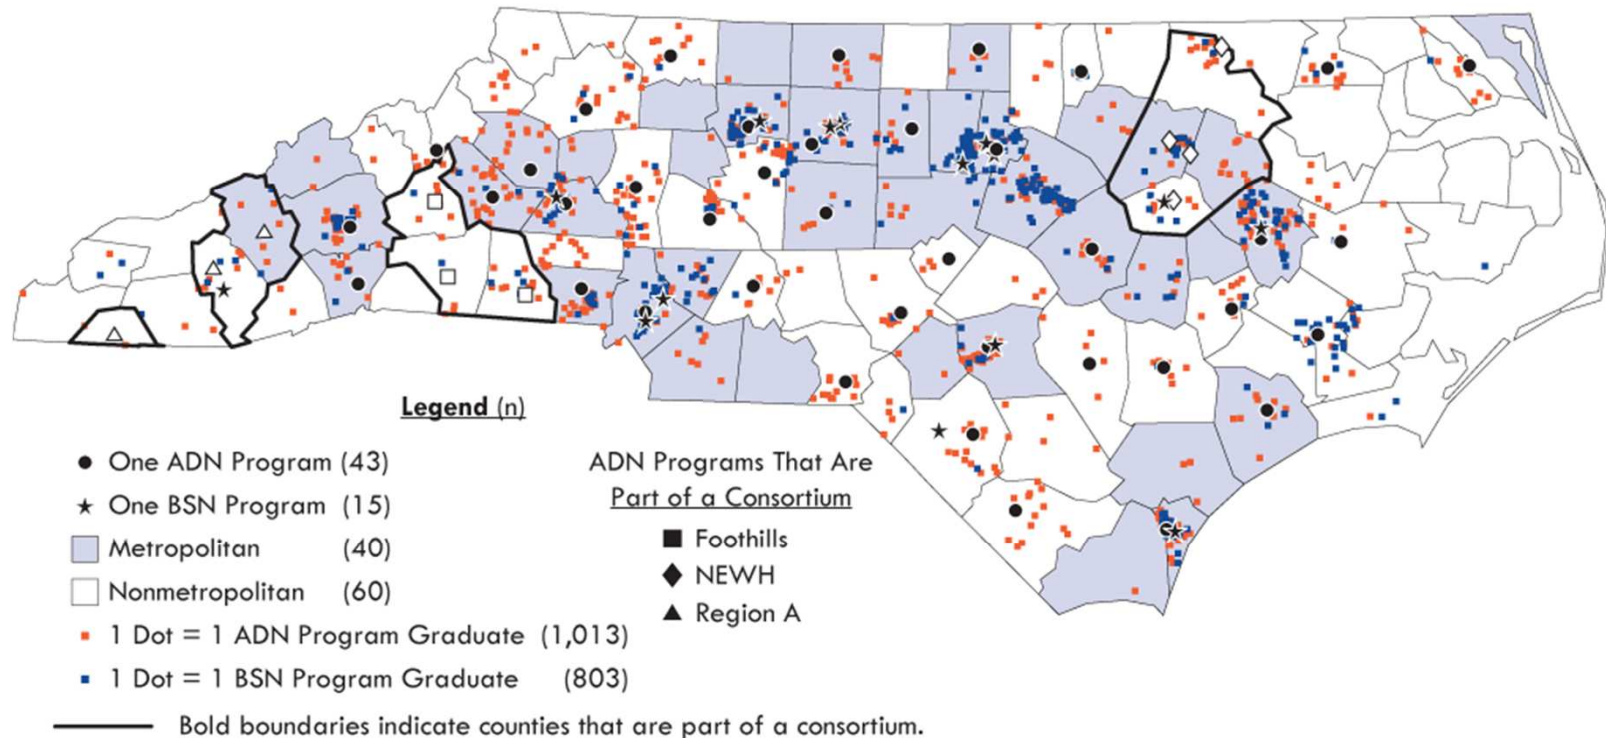 Legend (n)
One ADN Program (43)
One BSN Program (15)
Metropolitan (40)
Nonmetropolitan (60)
1 Dot = 1 ADN Program Graduate (1,013)
1 Dot = 1 BSN Program Graduate (803)
Bold boundaries indicate counties that are part of a consortium.
ADN Programs That Are
Part of a Consortium
Foothills
NEWH
Region A